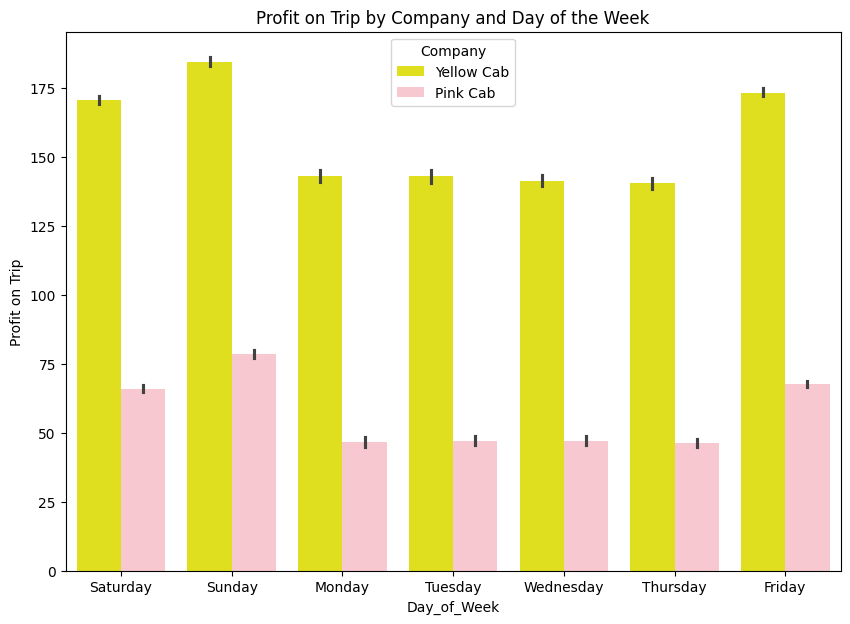 Profit on Trip by Company and Day of the Week
Company
Yellow Cab
Pink Cab
Profit on Trip
175
150
125
100
75
50
25
0
Saturday Sunday Monday Tuesday Wednesday Thursday Friday
Day_of_Week